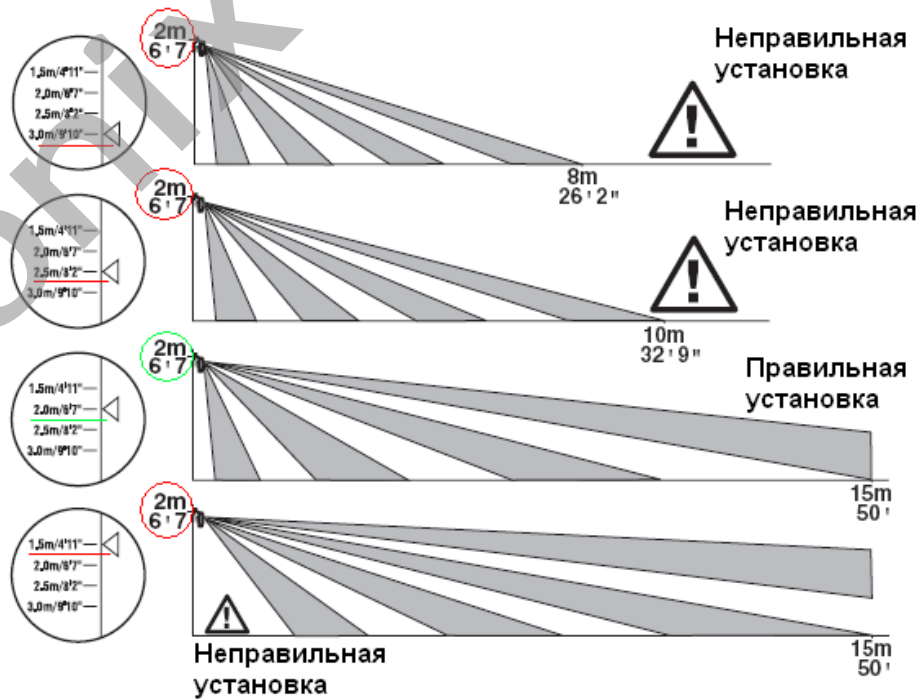 2m
6'7
Неправильная
установка
1,5m/4'11"
2.0m/6'7"
2.5m/8'2"
3.0m/9'10"
8m
26'2"
2m
6'7
Неправильная
установка
1,5m/4'11"
2.0m/6'7"
2.5m/8'2"
3.0m/9'10"
10m
32'9"
2m
6'7
Правильная
установка
1.5m/4'11"
2.0m/6'7"
2.5m/8'2"
3.0m/9'10"
15m
50'
2m
6'7
1,5m/4'11"
2.0m/6'7"
2.5m/8'2"
3.0m/9'10"
15m
50'
Неправильная
установка
onix